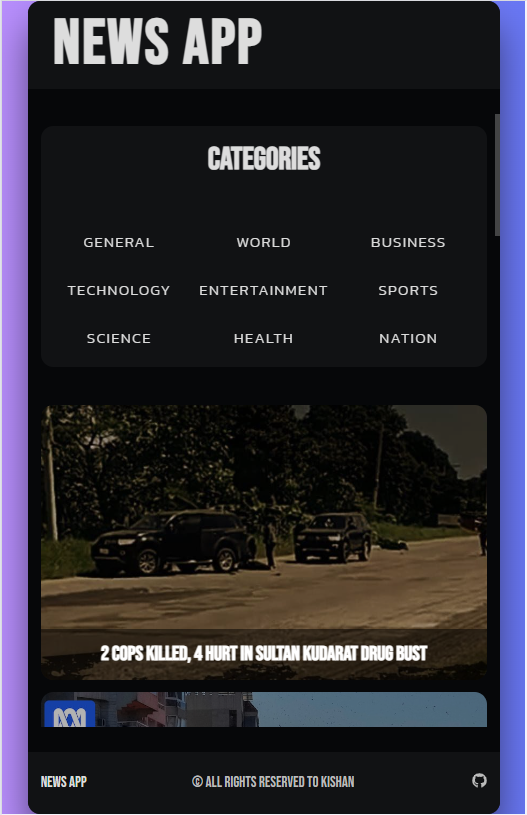 NEWS APP
CATEGORIES
GENERAL WORLD BUSINESS
TECHNOLOGY ENTERTAINMENT SPORTS
SCIENCE HEALTH NATION
2 COPS KILLED, 4 HURT IN SULTAN KUDARAT DRUG BUST
NEWS APP © ALL RIGHTS RESERVED TO KISHAN